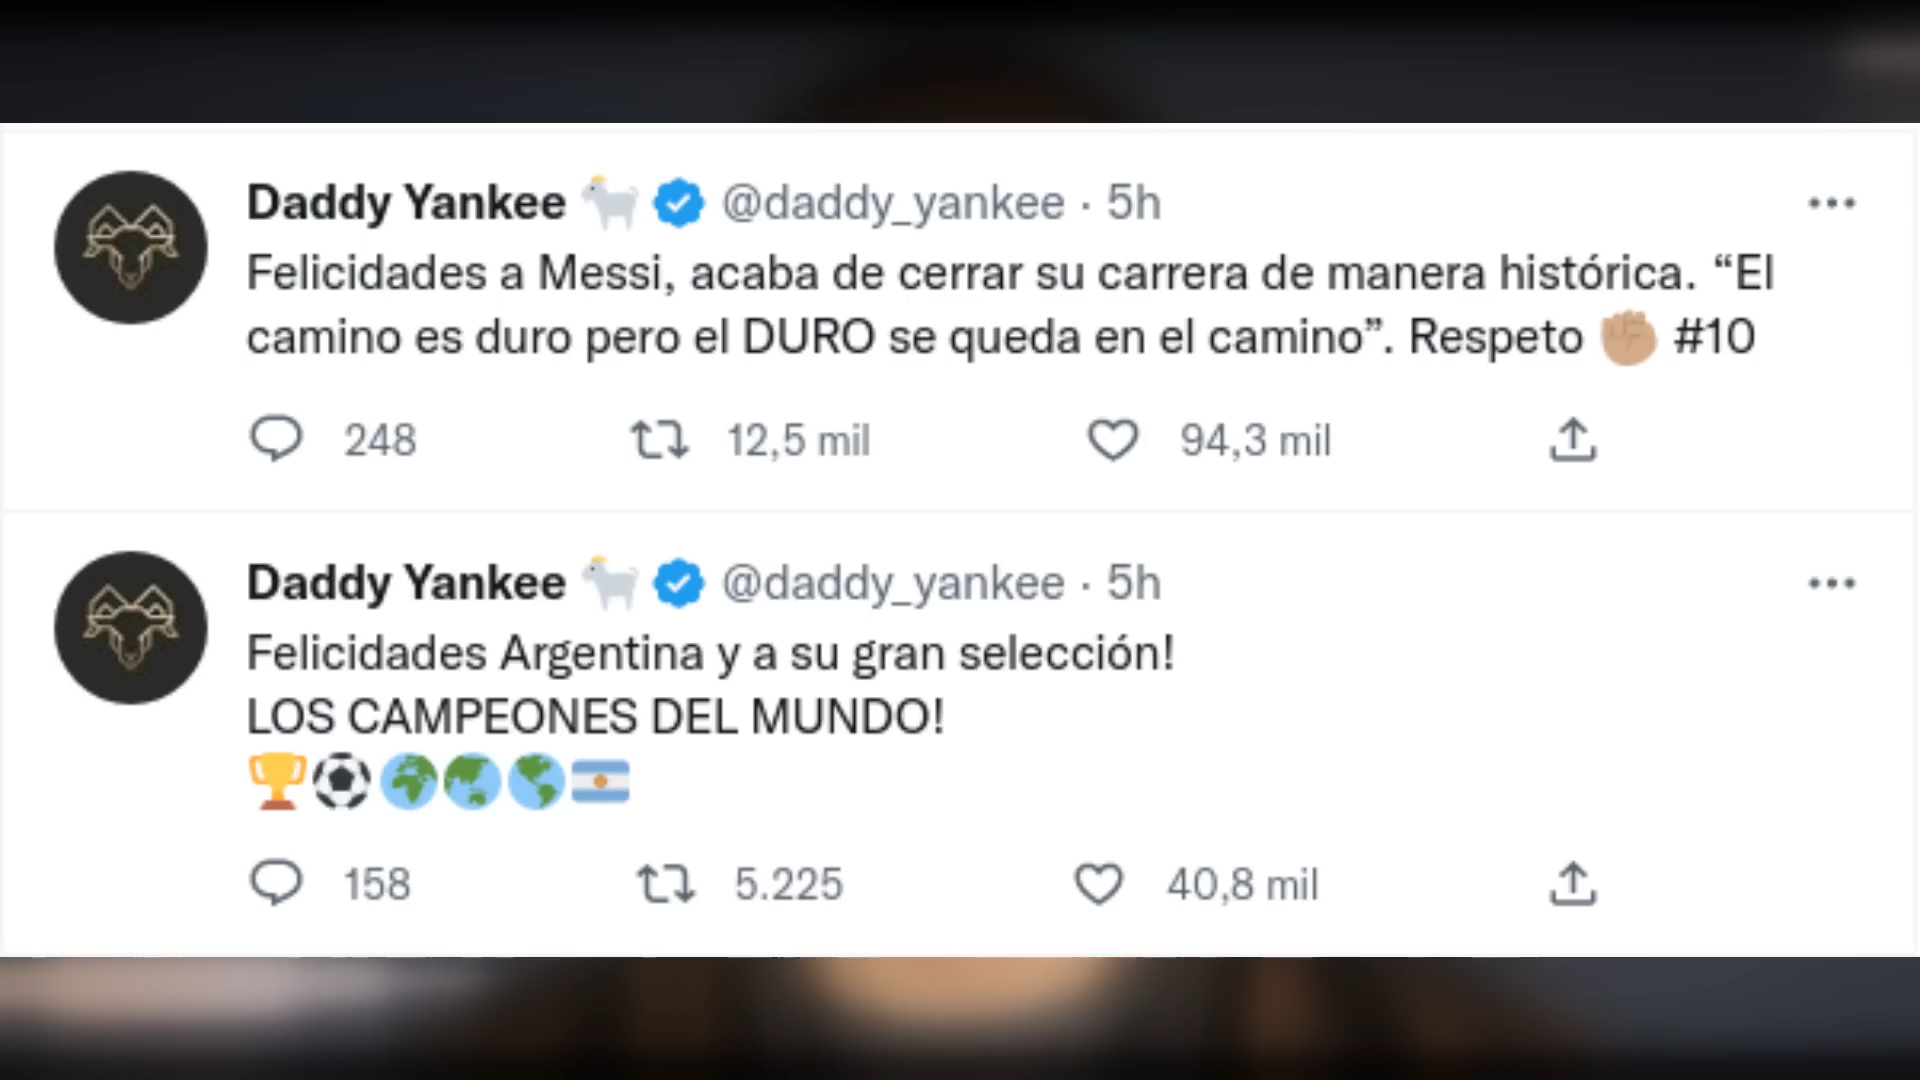 Daddy Yankee 🐐 @daddy_yankee · 5h
Felicidades a Messi, acaba de cerrar su carrera de manera histórica. “El
camino es duro pero el DURO se queda en el camino”. Respeto ✊🏼 #10
248 12,5 mil 94,3 mil
Daddy Yankee 🐐 @daddy_yankee · 5h
Felicidades Argentina y a su gran selección!
LOS CAMPEONES DEL MUNDO!
🏆⚽🌍🌏🌎🇦🇷
158 5.225 40,8 mil